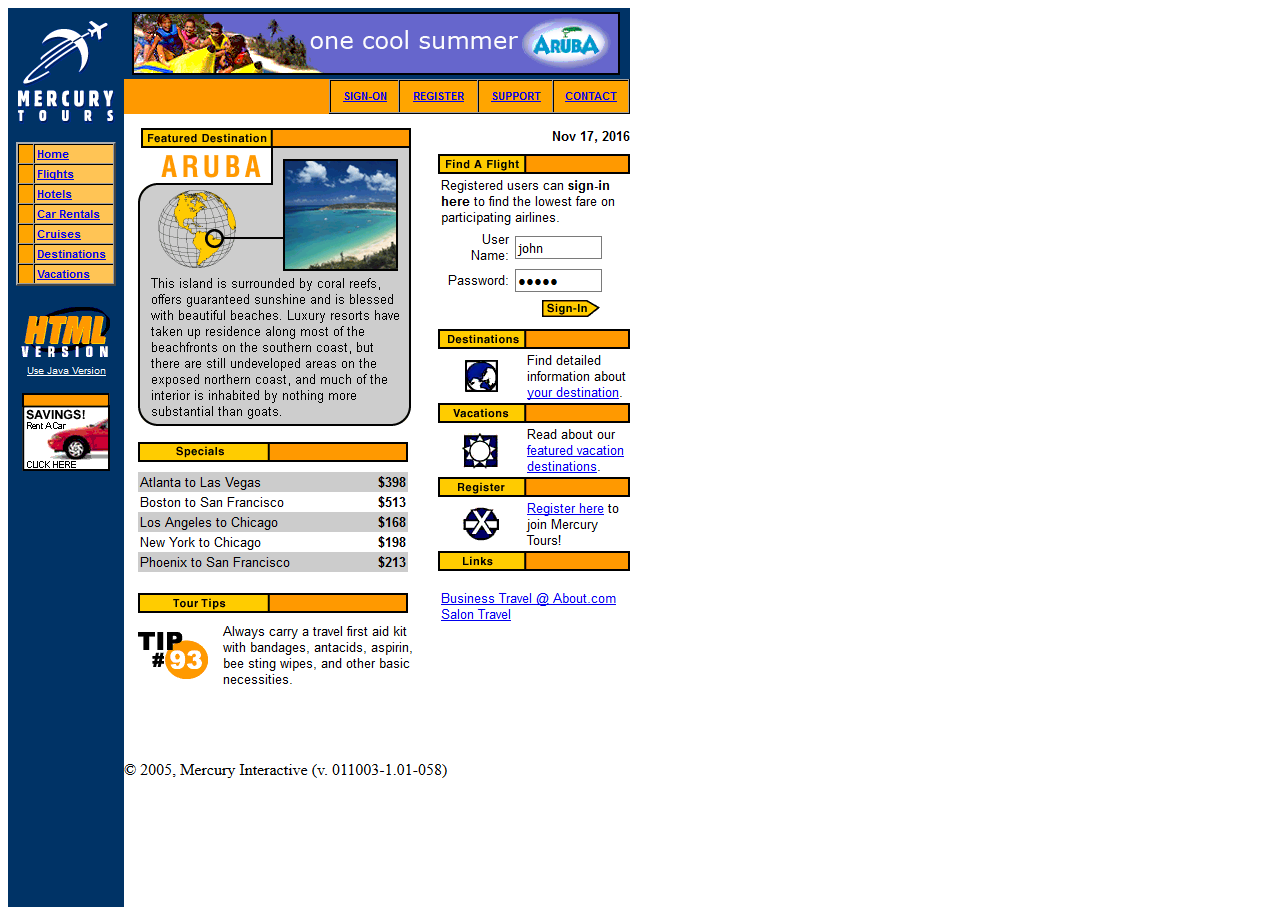 one cool summer ARUBA
MERCURY
TOURS
SIGN-ON REGISTER SUPPORT CONTACT
Home
Flights
Hotels
Car Rentals
Cruises
Destinations
Vacations
HTML
VERSION
Use Java Version
SAVINGS!
Rent A Car
CLICK HERE
Featured Destination
ARUBA
This island is surrounded by coral reefs,
offers guaranteed sunshine and is blessed
with beautiful beaches. Luxury resorts have
taken up residence along most of the
beachfronts on the southern coast, but
there are still undeveloped areas on the
exposed northern coast, and much of the
interior is inhabited by nothing more
substantial than goats.
Specials
Atlanta to Las Vegas $398
Boston to San Francisco $513
Los Angeles to Chicago $168
New York to Chicago $198
Phoenix to San Francisco $213
Tour Tips
TIP
#93
Always carry a travel first aid kit
with bandages, antacids, aspirin,
bee sting wipes, and other basic
necessities.
Nov 17, 2016
Find A Flight
Registered users can sign-in
here to find the lowest fare on
participating airlines.
User
Name: john
Password: •••••
Sign-In
Destinations
Find detailed
information about
your destination.
Vacations
Read about our
featured vacation
destinations.
Register
Register here to
join Mercury
Tours!
Links
Business Travel @ About.com
Salon Travel
© 2005, Mercury Interactive (v. 011003-1.01-058)